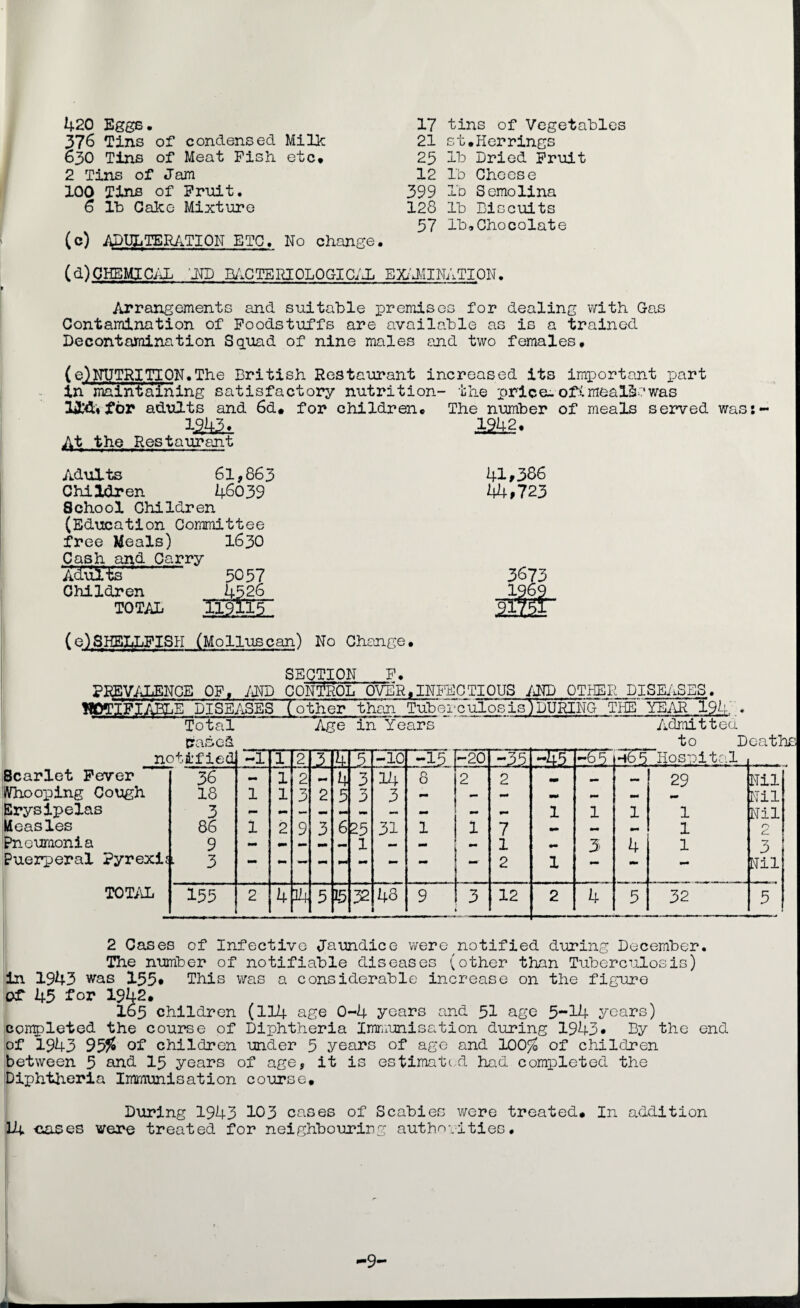 420 Eggs. 17 tins of Vegetables
376 Tins of condensed Milk 21 st.Herrings
630 Tins of Meat Fish etc. 25 lb Dried Fruit
2 Tins of Jam 12 lb Cheese
100 Tins of Fruit. 399 lb Semolina
6 lb Cake Mixture 128 lb Biscuits
57 lb.Chocolate
(c) ADULTERATION ETC. No change.
(d)CHEMICAL AND BACTERIOLOGICAL EXAMINATION.
Arrangements and suitable premises for dealing with Gas
Contamination of Foodstuffs are available as is a trained
Decontamination Squad of nine males and two females.
(e)NUTRITION.The British Restaurant increased its important part
in maintaining satisfactory nutrition- the price of meals was
for adults and 6d. for children. The number of meals served was:-
1943. 1942.
At the Restaurant
Adults 61,863 41,386
Children 46039 44,723
School Children
(Education Committee
free Meals) 1630
Cash and Carry
Adults 5057 3673
Children 4526 1969
TOTAL 119115 91751
(e)SHELLFISH (Molluscan) No Change.
SECTION F.
PREVALENCE OF, AND CONTROL OVER,INFECTIOUS AND OTHER DISEASES.
NOTIFIABLE DISEASES (other than Tuberculosis)DURING THE YEAR 194
Total Age in Years Admitted
cases to Deaths
notified -1 1 2 3 4 5 -10 -15 -20 -35 -45 -65 +65 Hospital
Scarlet Fever 36 - 1 2 - 4 3 14 8 2 2 - - - 29 Nil
Whooping Cough 18 1 1 3 2 5 3 3 - - - - - - - Nil
Erysipelas 3 - - - - - - - - - - 1 1 1 1 Nil
Measles 86 1 2 9 3 6 25 31 1 1 7 - - - 1 2
Pneumonia 9 - - - - - 1 - - - 1 - 3 4 1 3
Puerperal Pyrexia 3 - - - - - - - - - 2 1 - - - Nil
TOTAL 155 2 4 14 5 15 32 48 9 3 12 2 4 5 32 5
2 Cases of Infective Jaundice were notified during December.
The number of notifiable diseases (other than Tuberculosis)
in 1943 was 155. This was a considerable increase on the figure
of 45 for 1942.
165 children (114 age 0-4 years and 51 age 5-14 years)
completed the course of Diphtheria Immunisation during 1943. By the end
of 1943 95% of children under 5 years of age and 100% of children
between 5 and 15 years of age, it is estimated had completed the
Diphtheria Immunisation course.
During 1943 103 cases of Scabies were treated. In addition
14 cases were treated for neighbouring authorities.
-9-